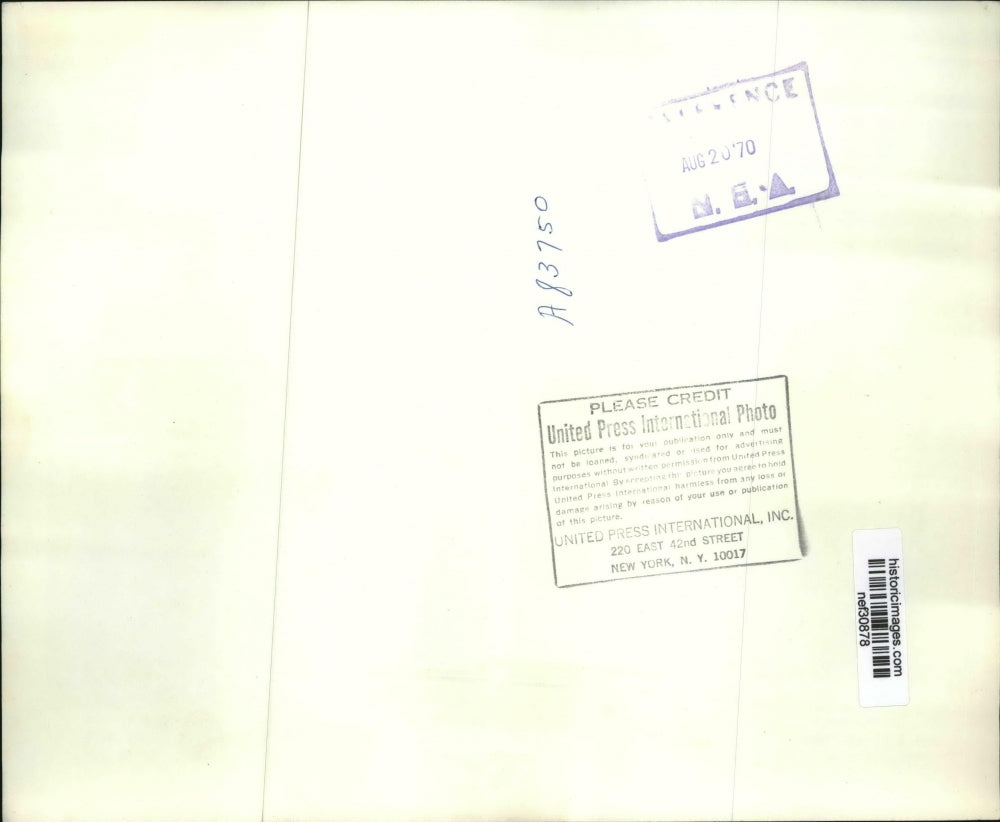 AUG 20'70
N.E.A.
A83750
PLEASE CREDIT
United Press International Photo
This picture is for your publication only and must
not be loaned, syndicated or used for advertising
purposes without written permission from United Press
International By accepting this picture you agree to hold
United Press International harmless from any loss or
damage arising by reason of your use or publication
of this picture.
UNITED PRESS INTERNATIONAL, INC.
220 EAST 42nd STREET
NEW YORK, N. Y. 10017
historicimages.com
nef30878